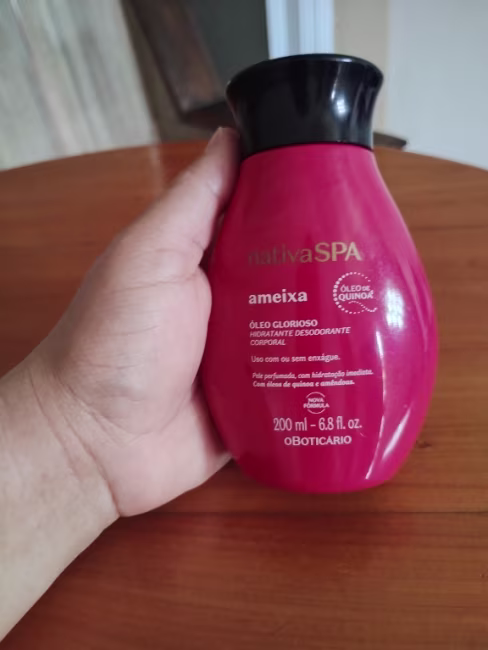 nativaSPA
ameixa
ÓLEO DE
QUINOA
ÓLEO GLORIOSO
HIDRATANTE DESODORANTE
CORPORAL
Uso com ou sem enxágue.
Pele perfumada, com hidratação imediata.
Com óleos de quinoa e amêndoas.
NOVA
FÓRMULA
200 ml - 6.8 fl. oz.
OBOTICÁRIO